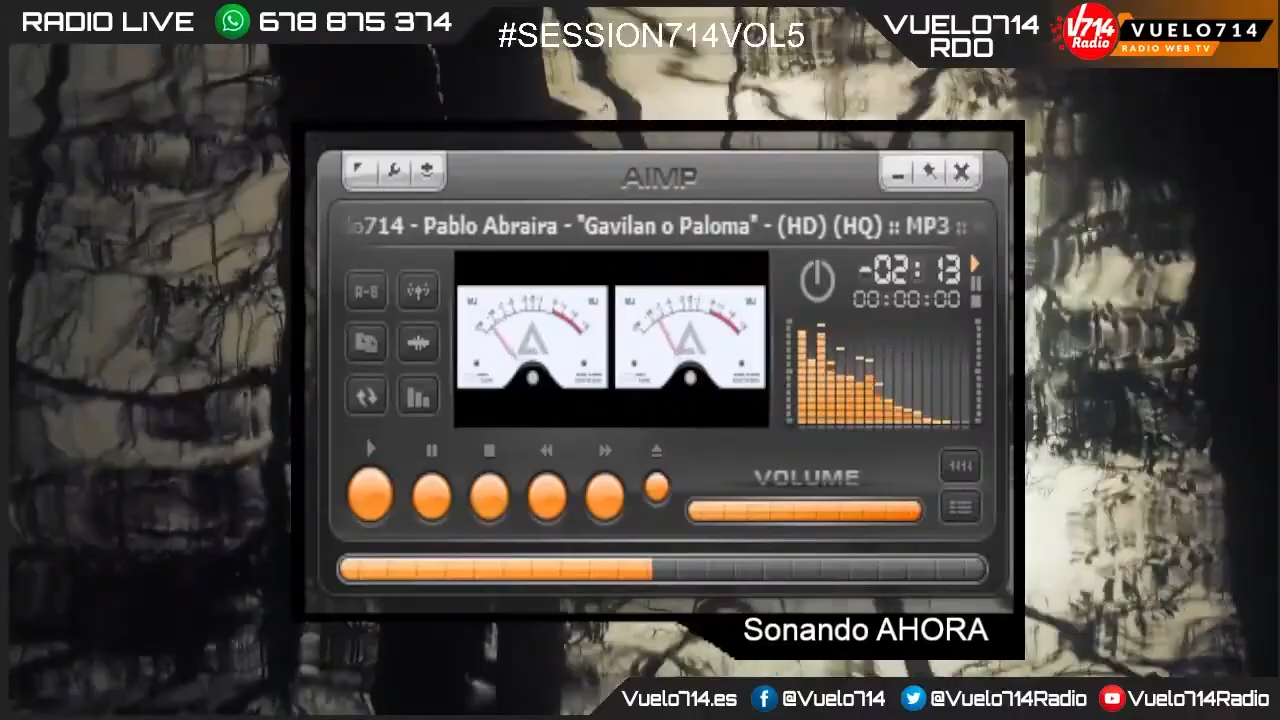 RADIO LIVE 678 875 374
#SESSION714VOL5
VUELO714
RDO
V714
Radio
VUELO714
RADIO WEB TV
AIMP
o714 - Pablo Abraira - "Gavilan o Paloma" - (HD) (HQ) :: MP3 ::
A-B
-02:13
00:00:00
VOLUME
Sonando AHORA
Vuelo714.es @Vuelo714 @Vuelo714Radio Vuelo714Radio